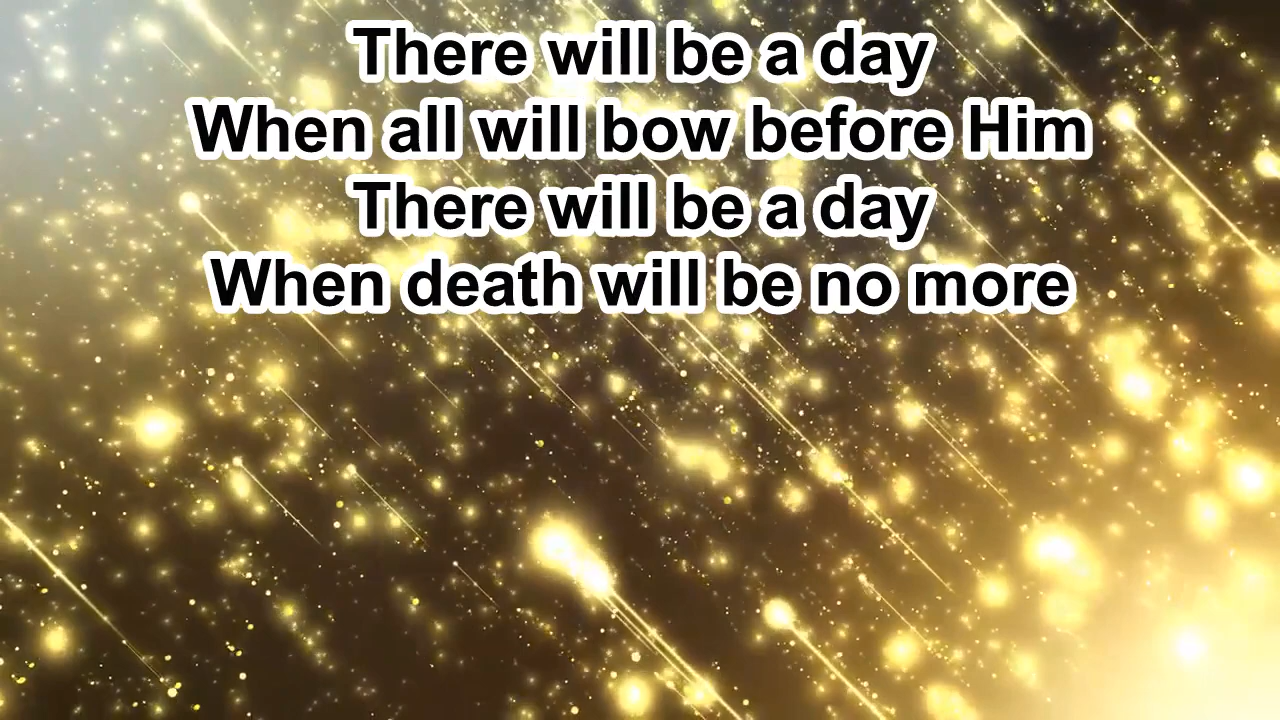 There will be a day
When all will bow before Him
There will be a day
When death will be no more